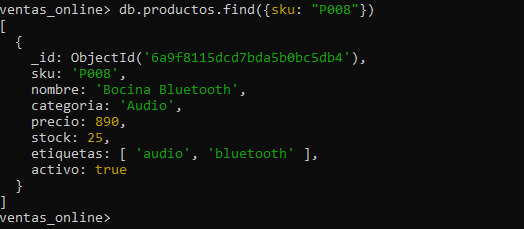 ventas_online> db.productos.find({sku: "P008"})
[
  {
    _id: ObjectId('6a9f8115dcd7bda5b0bc5db4'),
    sku: 'P008',
    nombre: 'Bocina Bluetooth',
    categoria: 'Audio',
    precio: 890,
    stock: 25,
    etiquetas: [ 'audio', 'bluetooth' ],
    activo: true
  }
]
ventas_online>